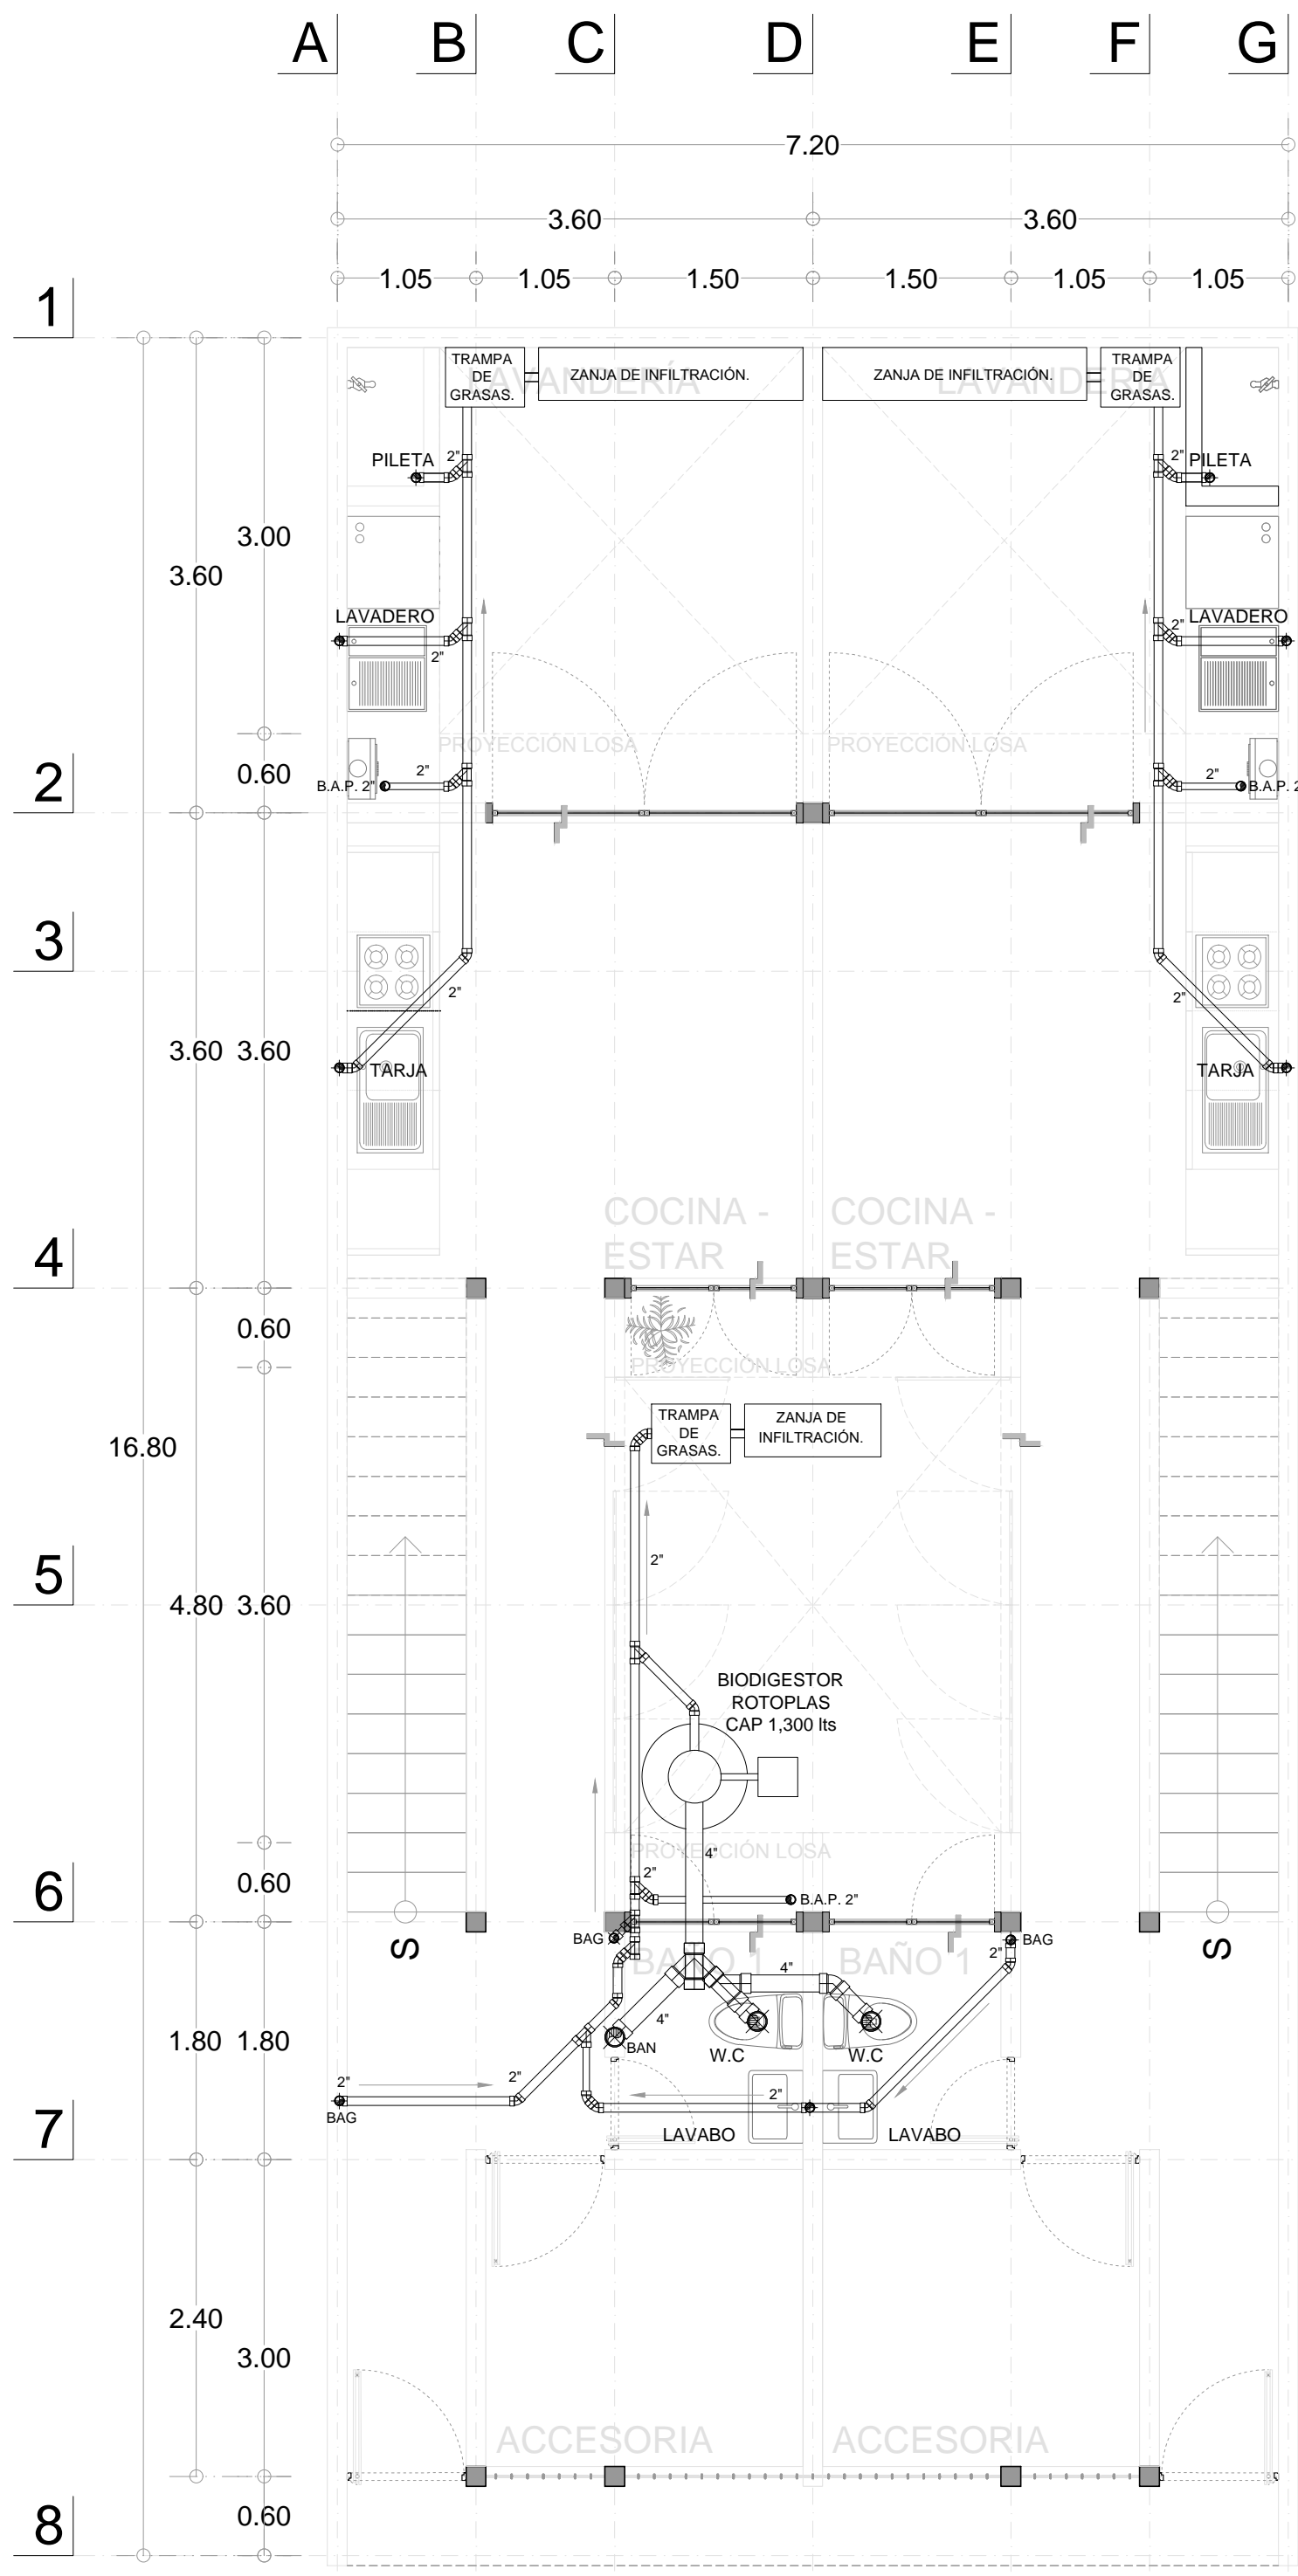 A B C D E F G
7.20
3.60 3.60
1.05 1.05 1.50 1.50 1.05 1.05
1
TRAMPA
DE
GRASAS.
ZANJA DE INFILTRACIÓN.
ZANJA DE INFILTRACIÓN.
TRAMPA
DE
GRASAS.
LAVANDERÍA
LAVANDERÍA
PILETA
2"
2"
PILETA
3.00
3.60
LAVADERO
2"
2"
LAVADERO
PROYECCIÓN LOSA
PROYECCIÓN LOSA
2
0.60
B.A.P. 2"
2"
2"
B.A.P. 2
3
2"
2"
3.60 3.60
TARJA
TARJA
COCINA -
ESTAR
COCINA -
ESTAR
4
0.60
PROYECCIÓN LOSA
16.80
TRAMPA
DE
GRASAS.
ZANJA DE
INFILTRACIÓN.
2"
5
4.80 3.60
BIODIGESTOR
ROTOPLAS
CAP 1,300 lts
PROYECCIÓN LOSA
4"
2"
6
0.60
B.A.P. 2"
BAG
BAG
S
S
BAÑO 1
BAÑO 1
2"
4"
4"
BAN
W.C
W.C
1.80 1.80
2"
2"
2"
BAG
7
LAVABO
LAVABO
2.40
3.00
ACCESORIA
ACCESORIA
8
0.60